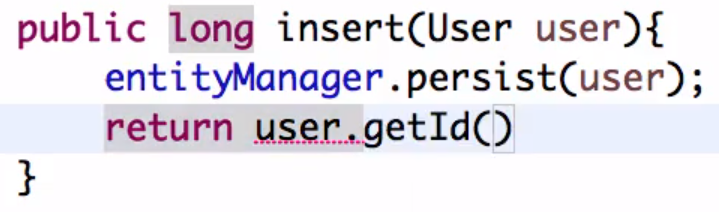 public long insert(User user){
entityManager.persist(user);
return user.getId()
}